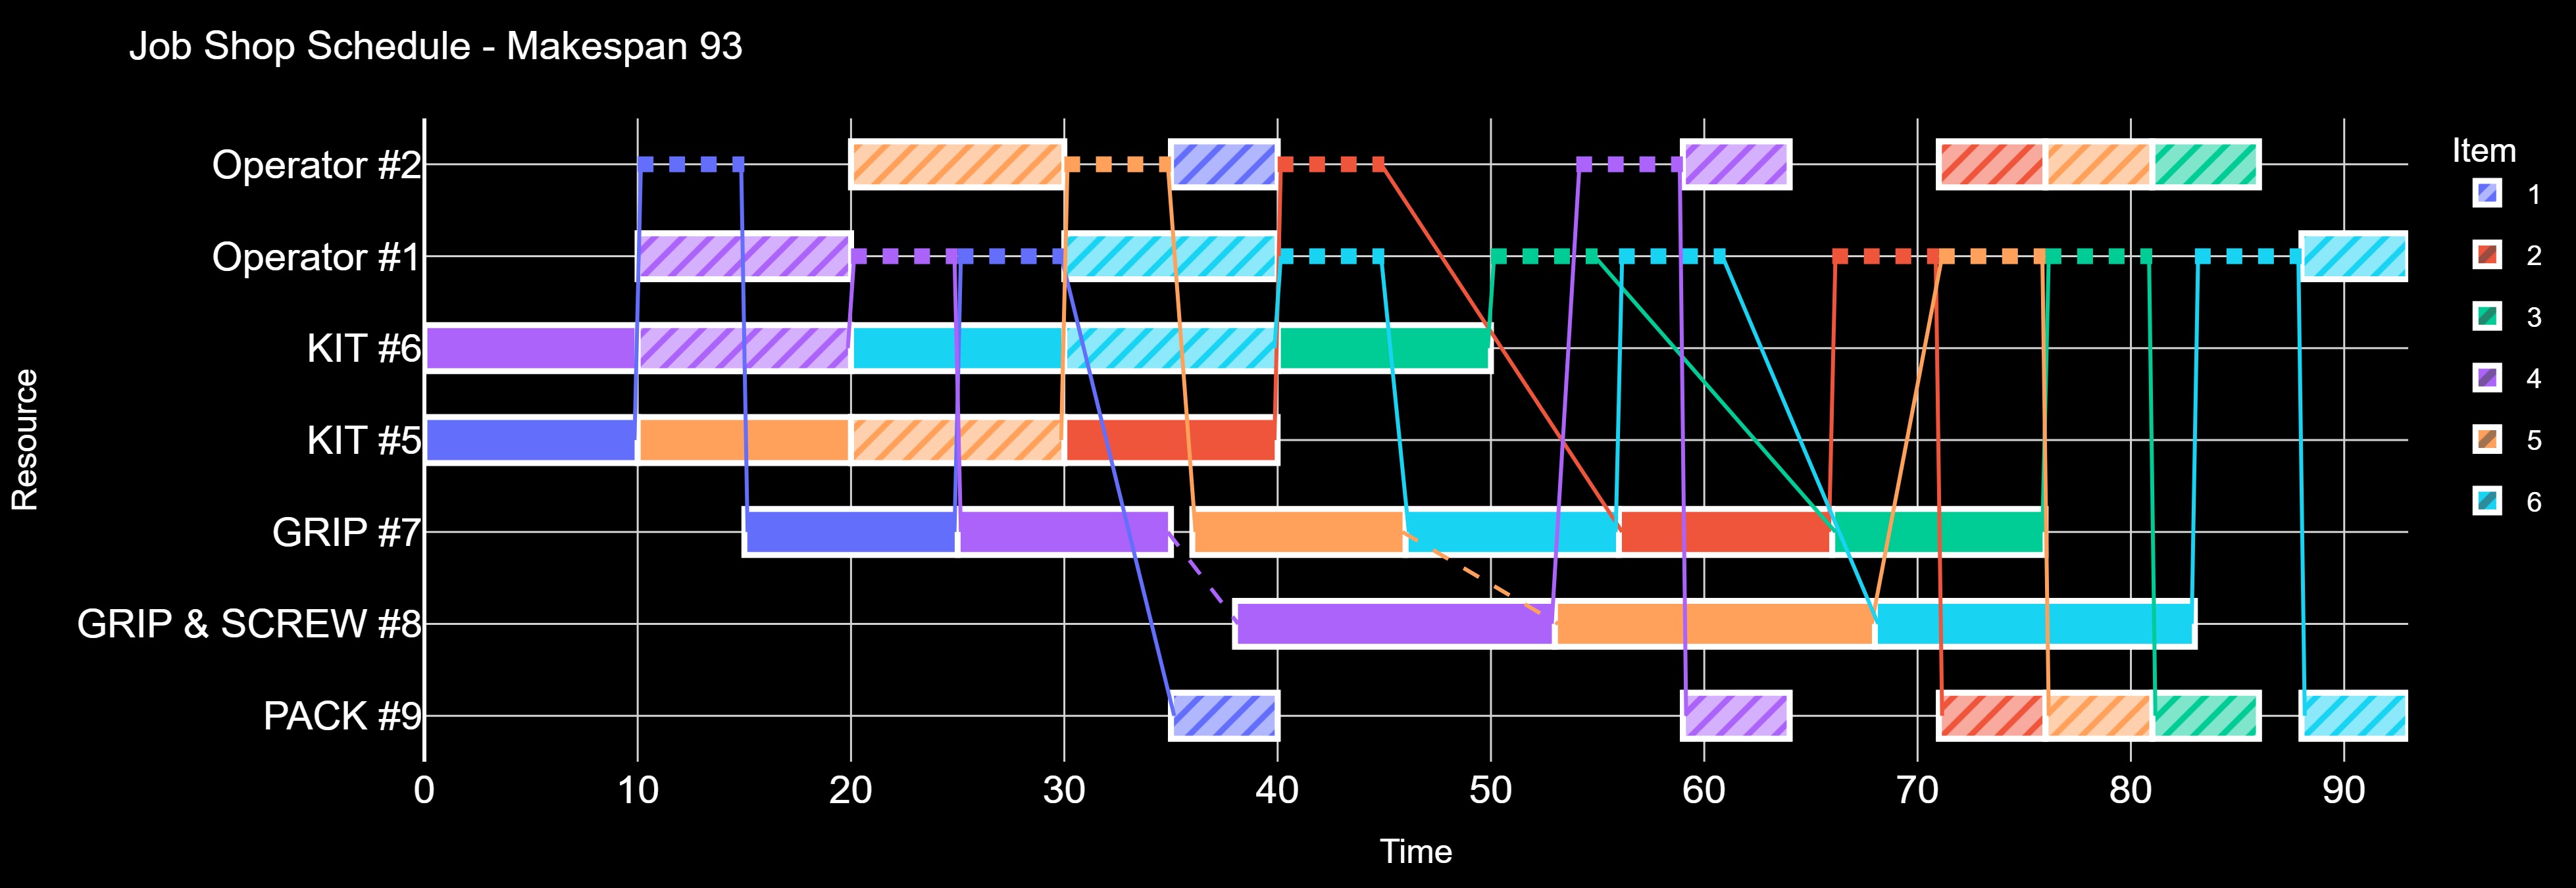 Job Shop Schedule - Makespan 93
Resource
Operator #2
Operator #1
KIT #6
KIT #5
GRIP #7
GRIP & SCREW #8
PACK #9
0 10 20 30 40 50 60 70 80 90
Time
Item
1
2
3
4
5
6